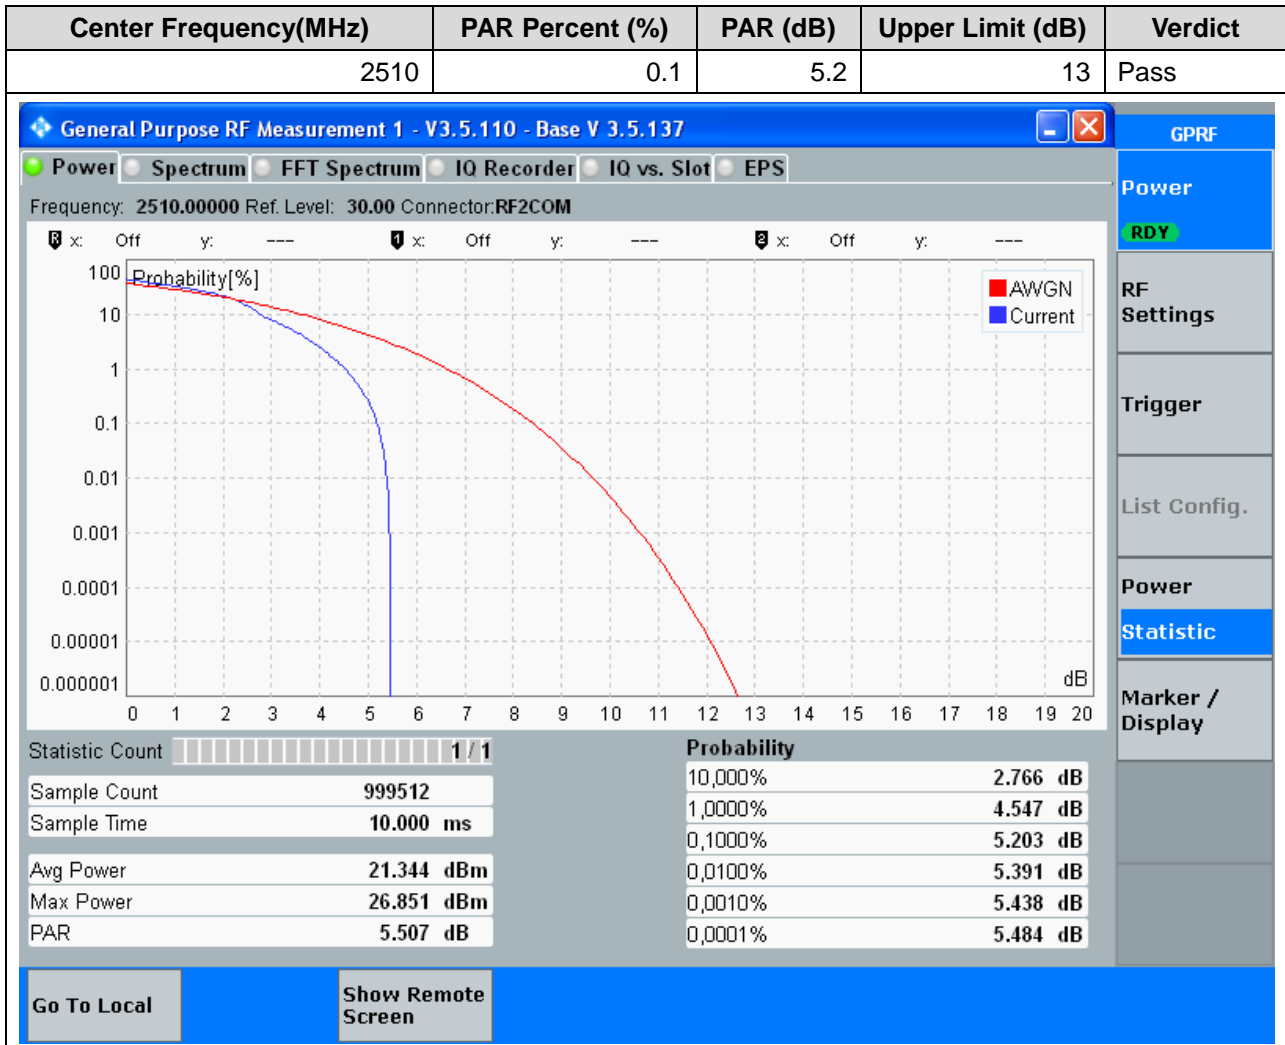 Center Frequency(MHz) PAR Percent (%) PAR (dB) Upper Limit (dB) Verdict
2510 0.1 5.2 13 Pass
General Purpose RF Measurement 1 - V3.5.110 - Base V 3.5.137
GPRF
Power Spectrum FFT Spectrum IQ Recorder IQ vs. Slot EPS
Power
RDY
Frequency: 2510.00000 Ref. Level: 30.00 Connector:RF2COM
R x: Off y: --- 1 x: Off y: --- 2 x: Off y: ---
Probability[%]
AWGN
Current
100
10
1
0.1
0.01
0.001
0.0001
0.00001
0.000001
dB
0 1 2 3 4 5 6 7 8 9 10 11 12 13 14 15 16 17 18 19 20
RF
Settings
Trigger
List Config.
Power
Statistic
Marker /
Display
Statistic Count 1 / 1
Sample Count 999512
Sample Time 10.000 ms
Avg Power 21.344 dBm
Max Power 26.851 dBm
PAR 5.507 dB
Probability
10,000% 2.766 dB
1,0000% 4.547 dB
0,1000% 5.203 dB
0,0100% 5.391 dB
0,0010% 5.438 dB
0,0001% 5.484 dB
Go To Local
Show Remote
Screen